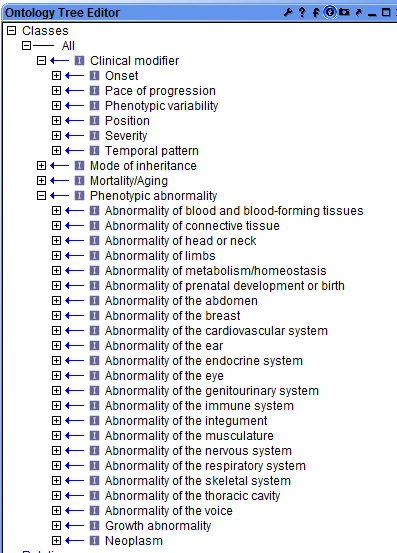 Ontology Tree Editor
Classes
All
Clinical modifier
Onset
Pace of progression
Phenotypic variability
Position
Severity
Temporal pattern
Mode of inheritance
Mortality/Aging
Phenotypic abnormality
Abnormality of blood and blood-forming tissues
Abnormality of connective tissue
Abnormality of head or neck
Abnormality of limbs
Abnormality of metabolism/homeostasis
Abnormality of prenatal development or birth
Abnormality of the abdomen
Abnormality of the breast
Abnormality of the cardiovascular system
Abnormality of the ear
Abnormality of the endocrine system
Abnormality of the eye
Abnormality of the genitourinary system
Abnormality of the immune system
Abnormality of the integument
Abnormality of the musculature
Abnormality of the nervous system
Abnormality of the respiratory system
Abnormality of the skeletal system
Abnormality of the thoracic cavity
Abnormality of the voice
Growth abnormality
Neoplasm